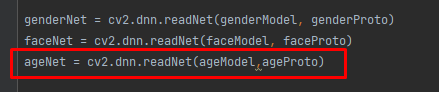 genderNet = cv2.dnn.readNet(genderModel, genderProto)
faceNet = cv2.dnn.readNet(faceModel, faceProto)
ageNet = cv2.dnn.readNet(ageModel,ageProto)